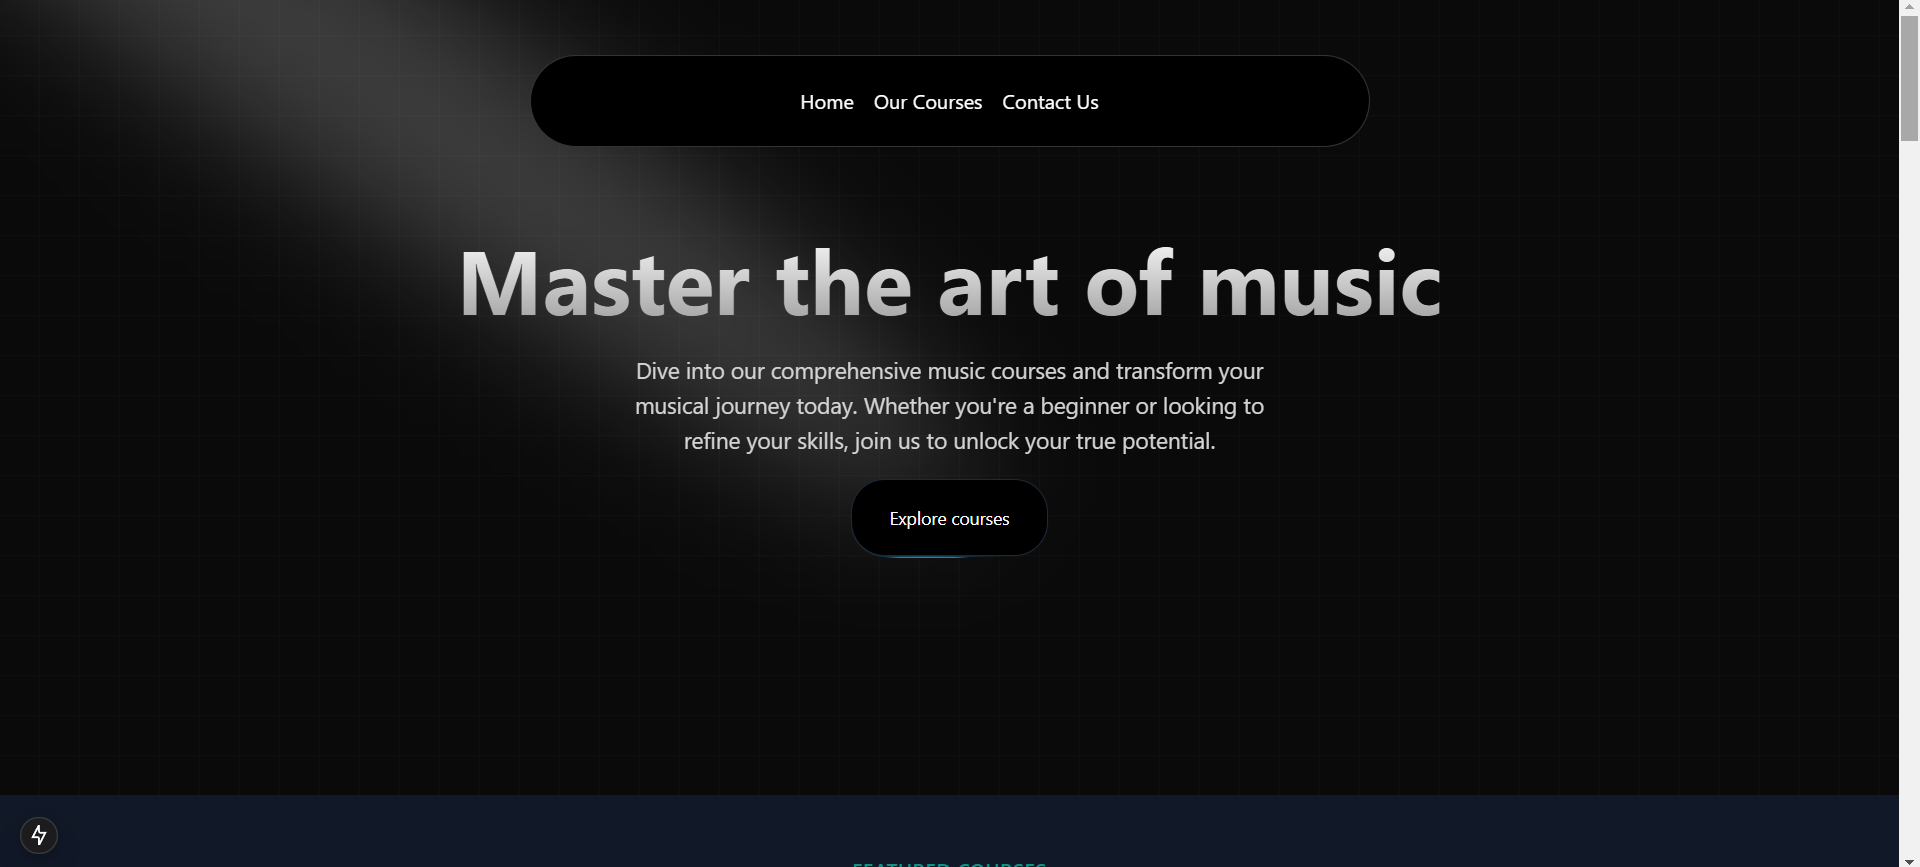 Home Our Courses Contact Us
Master the art of music
Dive into our comprehensive music courses and transform your
musical journey today. Whether you're a beginner or looking to
refine your skills, join us to unlock your true potential.
Explore courses
FEATURED COURSES